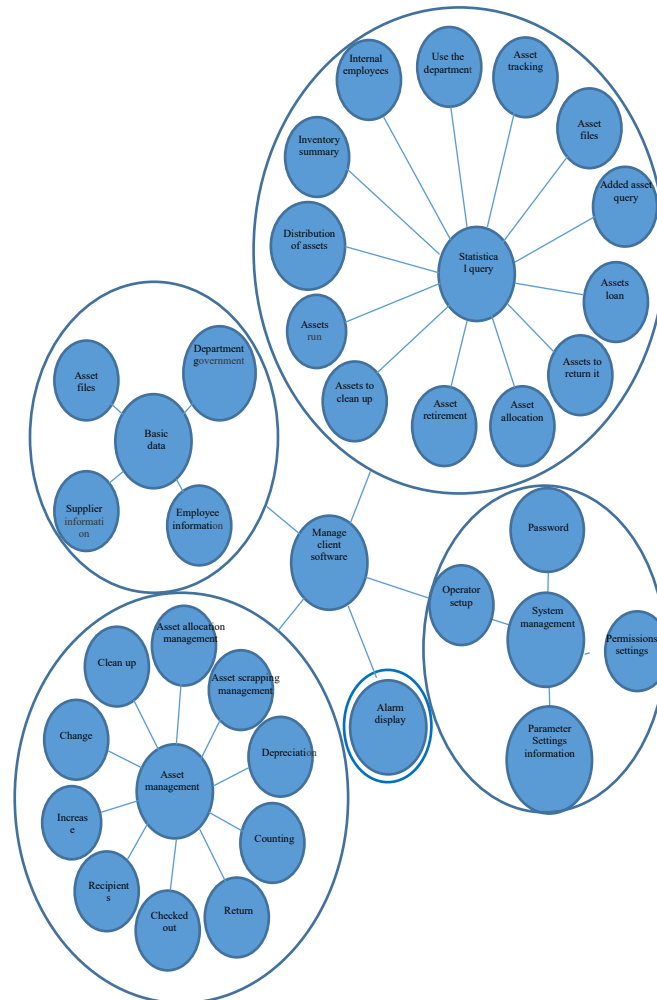 Internal
employees
Use the
department
Asset
tracking
Asset
files
Added asset
query
Inventory
summary
Distribution
of assets
Statistica
l query
Assets
loan
Assets
run
Assets to
return it
Assets to
clean up
Asset
retirement
Asset
allocation
Department
government
Asset
files
Basic
data
Supplier
informati
on
Employee
information
Manage
client
software
Password
Operator
setup
System
management
Permissions
settings
Parameter
Settings
information
Alarm
display
Asset allocation
management
Clean up
Asset scrapping
management
Change
Depreciation
Asset
management
Increas
e
Counting
Recipient
s
Checked
out
Return